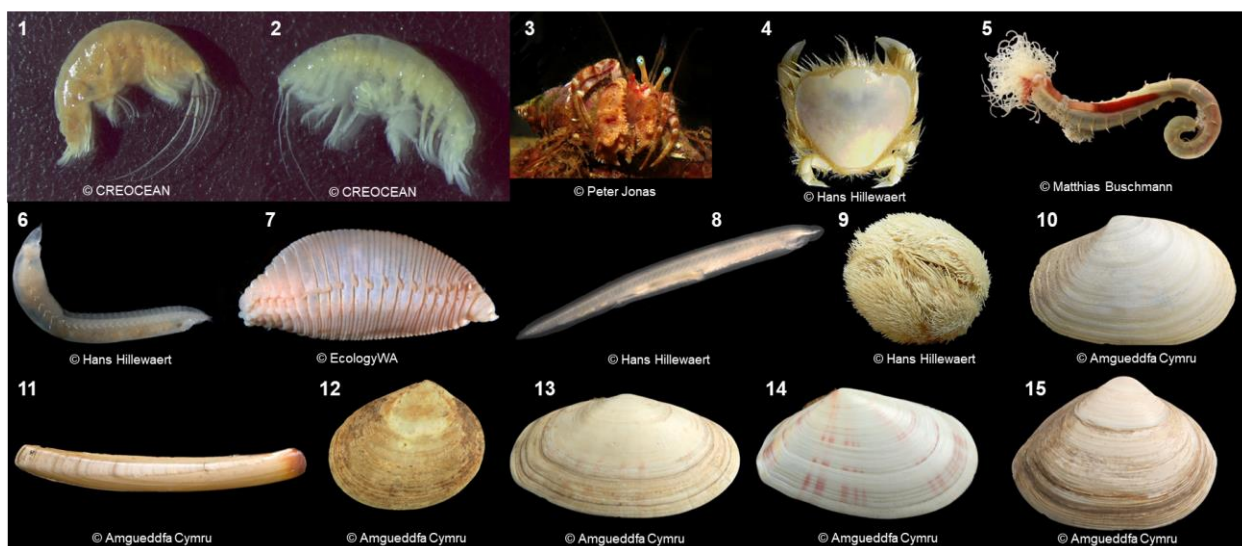 1
2
3
4
5
© CREOCEAN
© CREOCEAN
© Peter Jonas
© Hans Hillewaert
© Matthias Buschmann
6
7
8
9
10
© Hans Hillewaert
© EcologyWA
© Hans Hillewaert
© Hans Hillewaert
© Amgueddfa Cymru
11
12
13
14
15
© Amgueddfa Cymru
© Amgueddfa Cymru
© Amgueddfa Cymru
© Amgueddfa Cymru
© Amgueddfa Cymru